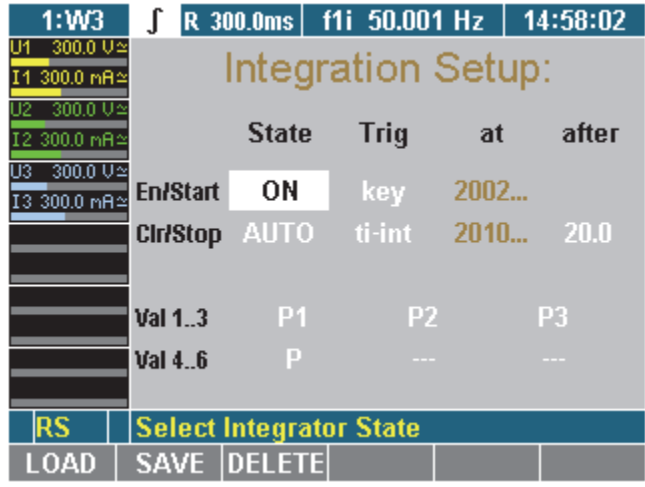 1:W3 ∫ R 300.0ms f1i 50.001 Hz 14:58:02
U1 300.0 V≃
I1 300.0 mA≃
U2 300.0 V≃
I2 300.0 mA≃
U3 300.0 V≃
I3 300.0 mA≃
Integration Setup:
State Trig at after
En/Start ON key 2002...
Clr/Stop AUTO ti-int 2010... 20.0
Val 1..3 P1 P2 P3
Val 4..6 P --- ---
RS Select Integrator State
LOAD SAVE DELETE